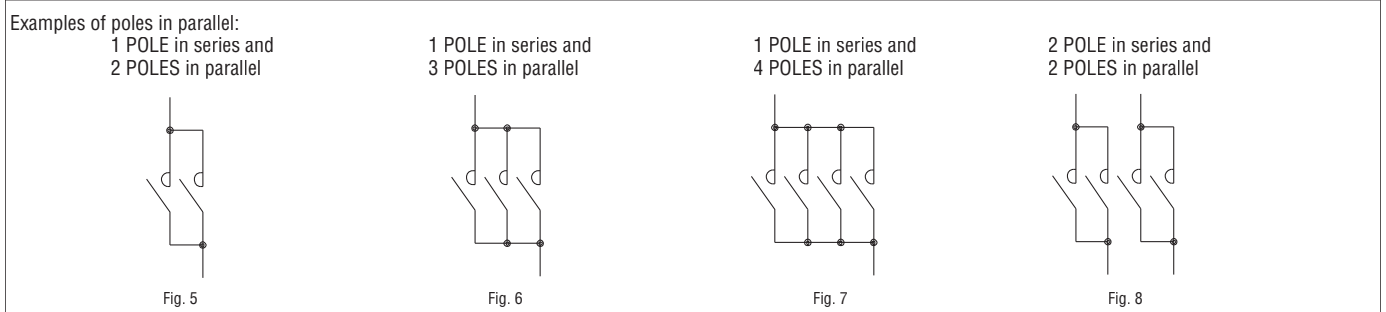 Examples of poles in parallel:
1 POLE in series and
2 POLES in parallel
1 POLE in series and
3 POLES in parallel
1 POLE in series and
4 POLES in parallel
2 POLE in series and
2 POLES in parallel
Fig. 5
Fig. 6
Fig. 7
Fig. 8